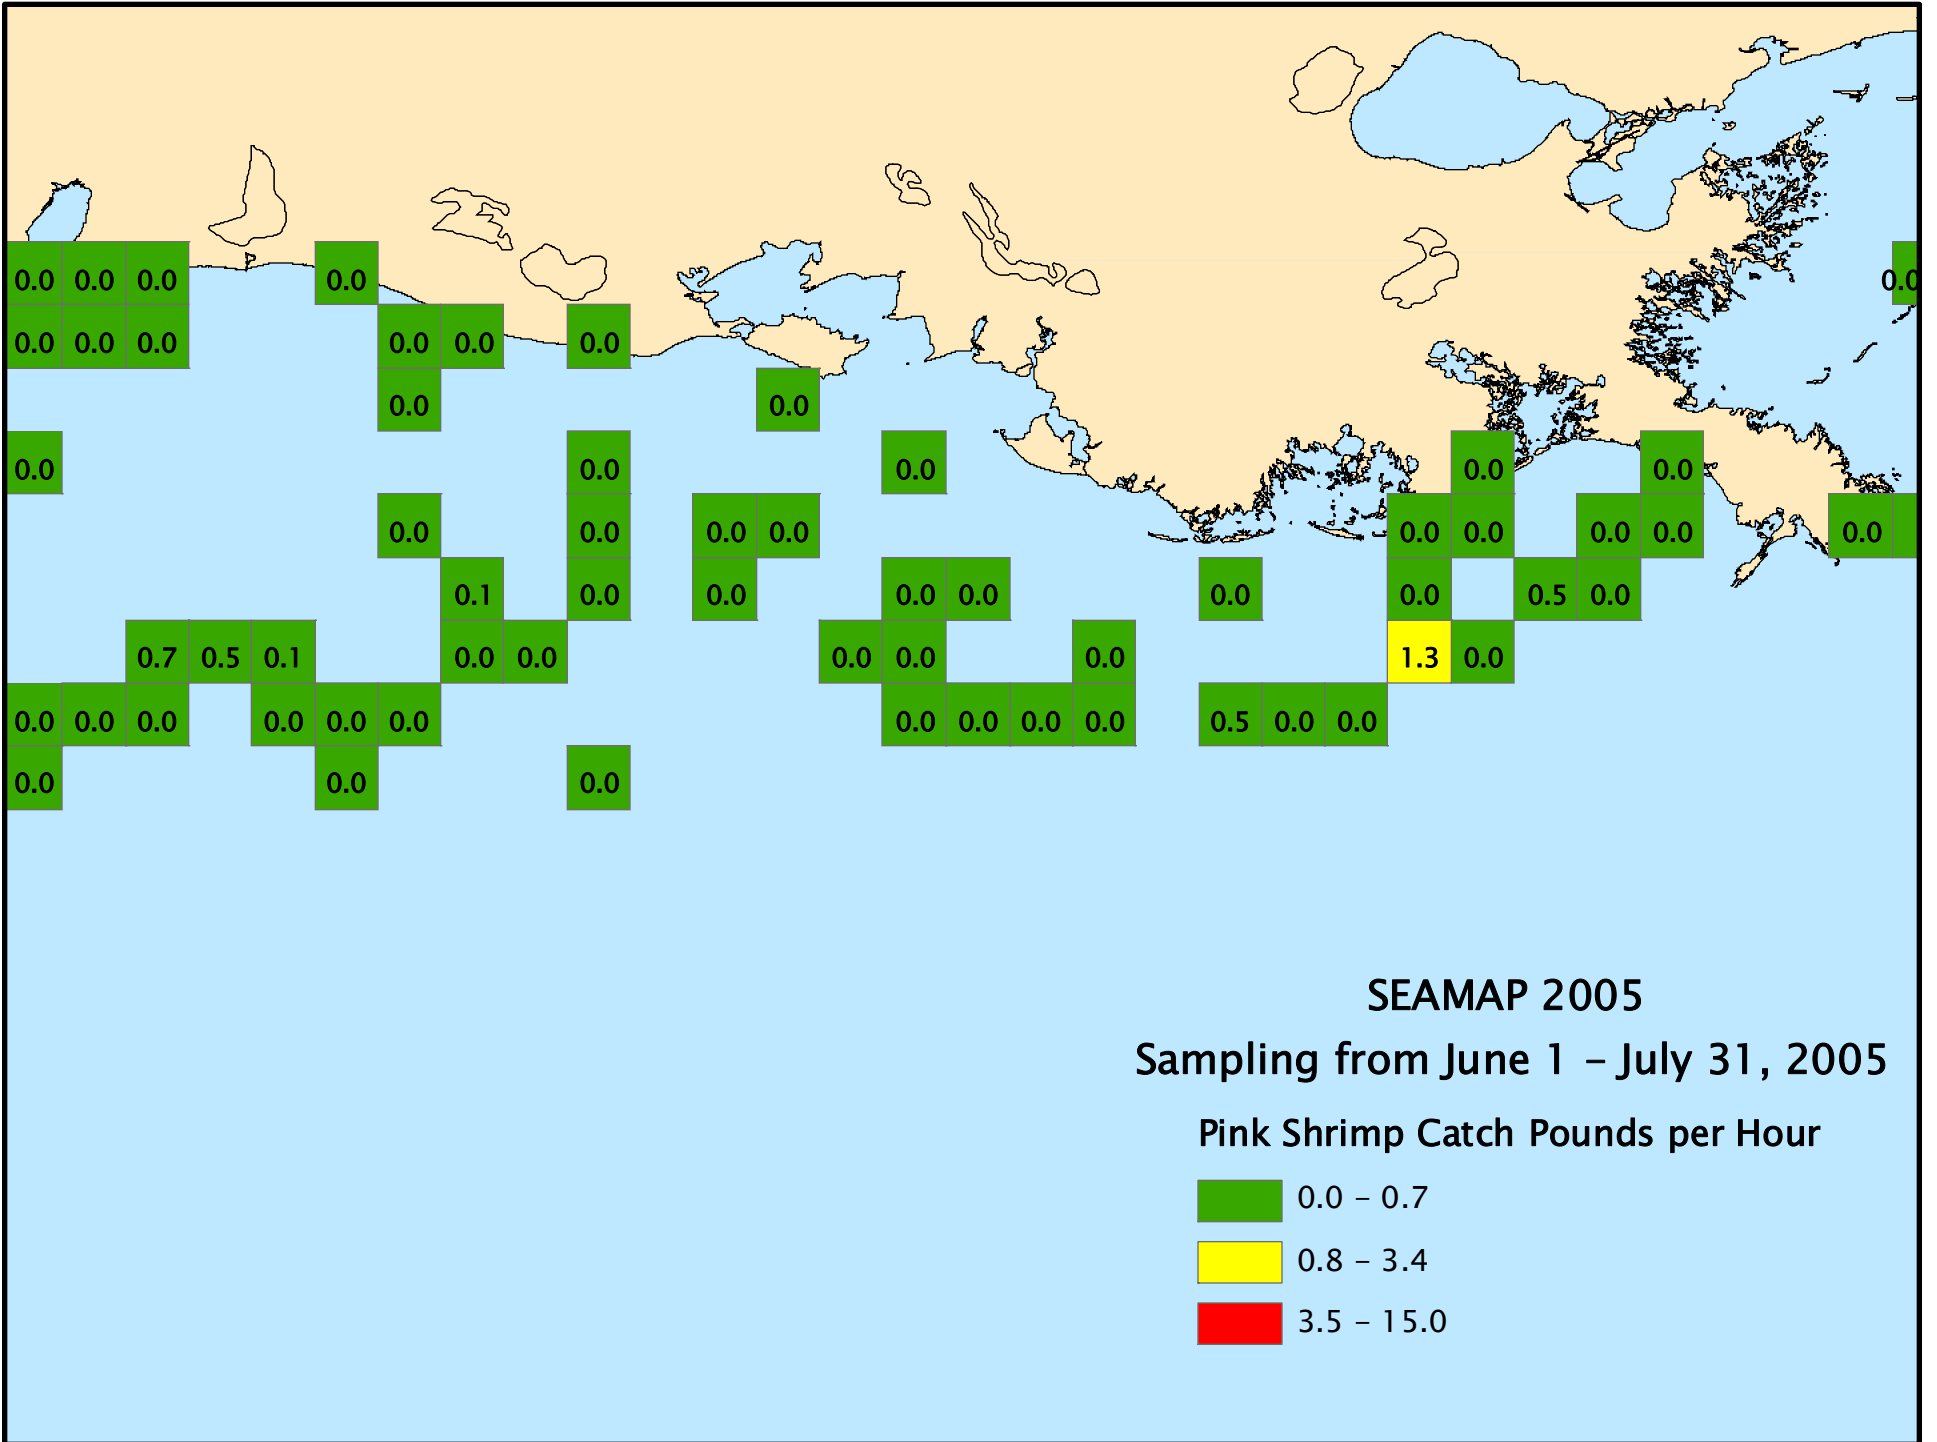 0.0 0.0 0.0 0.0 0.0
0.0 0.0 0.0 0.0 0.0 0.0
0.0 0.0
0.0 0.0 0.0 0.0 0.0
0.0 0.0 0.0 0.0 0.0 0.0 0.0 0.0 0.0
0.1 0.0 0.0 0.0 0.0 0.0 0.0 0.5 0.0
0.7 0.5 0.1 0.0 0.0 0.0 0.0 0.0 1.3 0.0
0.0 0.0 0.0 0.0 0.0 0.0 0.0 0.0 0.0 0.0 0.5 0.0 0.0
0.0 0.0 0.0
SEAMAP 2005
Sampling from June 1 – July 31, 2005
Pink Shrimp Catch Pounds per Hour
0.0 – 0.7
0.8 – 3.4
3.5 – 15.0